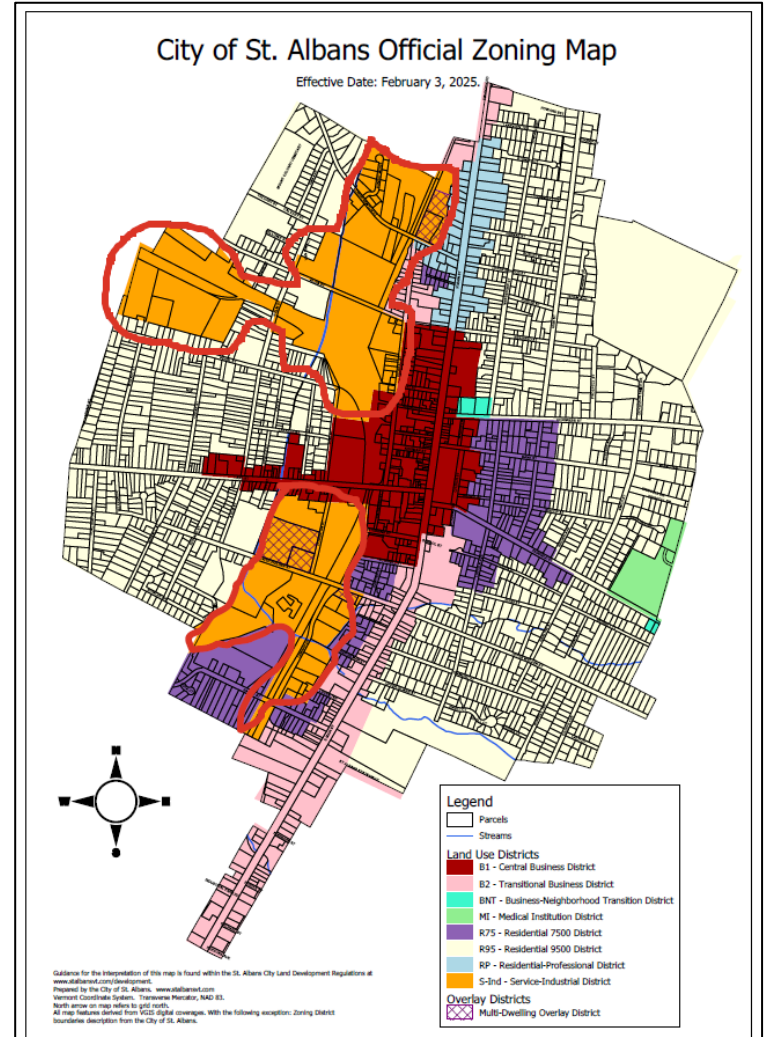 City of St. Albans Official Zoning Map
Effective Date: February 3, 2025.
N
W
E
S
Legend
Parcels
Streams
Land Use Districts
B1 - Central Business District
B2 - Transitional Business District
BNT - Business-Neighborhood Transition District
MI - Medical Institution District
R75 - Residential 7500 District
R95 - Residential 9500 District
RP - Residential-Professional District
S-Ind - Service-Industrial District
Overlay Districts
Multi-Dwelling Overlay District
Guidance for the interpretation of this map is found within the St. Albans City Land Development Regulations at
www.stalbansvt.com/development.
Prepared by the City of St. Albans. www.stalbansvt.com
Vermont Coordinate System. Transverse Mercator, NAD 83.
North arrow on map refers to grid north.
All map features derived from VGIS digital coverages. With the following exception: Zoning District
boundaries description from the City of St. Albans.